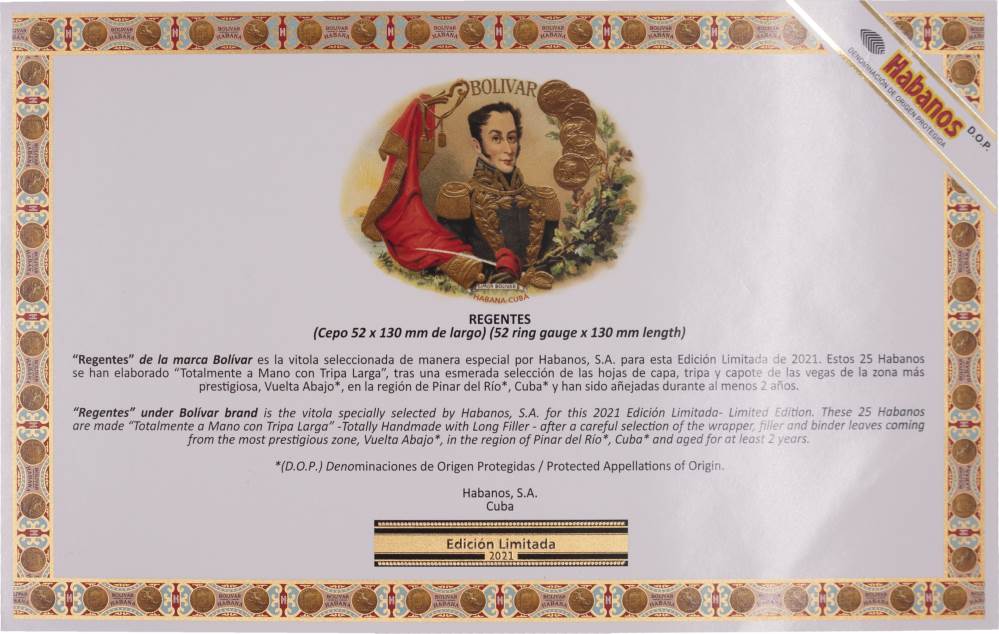 Habanos
DENOMINACIÓN DE ORIGEN PROTEGIDA
D.O.P.
BOLIVAR
SIMON BOLIVAR
HABANA-CUBA
REGENTES
(Cepo 52 x 130 mm de largo) (52 ring gauge x 130 mm length)
“Regentes” de la marca Bolívar es la vitola seleccionada de manera especial por Habanos, S.A. para esta Edición Limitada de 2021. Estos 25 Habanos
se han elaborado “Totalmente a Mano con Tripa Larga”, tras una esmerada selección de las hojas de capa, tripa y capote de las vegas de la zona más
prestigiosa, Vuelta Abajo*, en la región de Pinar del Río*, Cuba* y han sido añejadas durante al menos 2 años.
“Regentes” under Bolívar brand is the vitola specially selected by Habanos, S.A. for this 2021 Edición Limitada- Limited Edition. These 25 Habanos
are made “Totalmente a Mano con Tripa Larga” -Totally Handmade with Long Filler - after a careful selection of the wrapper, filler and binder leaves coming
from the most prestigious zone, Vuelta Abajo*, in the region of Pinar del Río*, Cuba* and aged for at least 2 years.
*(D.O.P.) Denominaciones de Origen Protegidas / Protected Appellations of Origin.
Habanos, S.A.
Cuba
Edición Limitada
2021